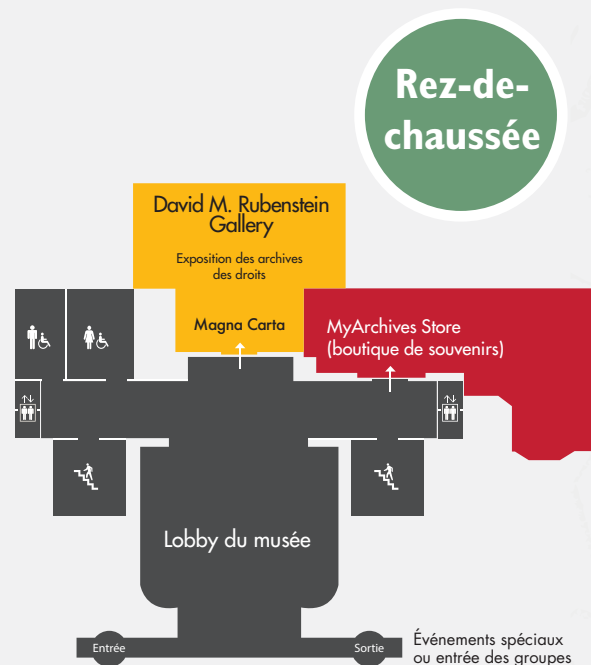 Rez-de-
chaussée
David M. Rubenstein
Gallery
Exposition des archives
des droits
Magna Carta
MyArchives Store
(boutique de souvenirs)
Lobby du musée
Entrée
Sortie
Événements spéciaux
ou entrée des groupes